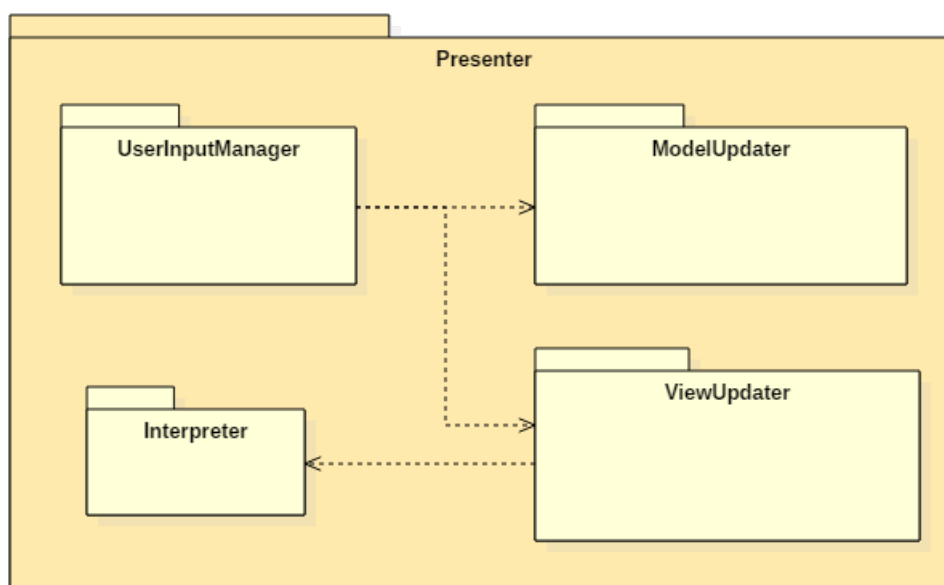 Presenter
UserInputManager
ModelUpdater
ViewUpdater
Interpreter